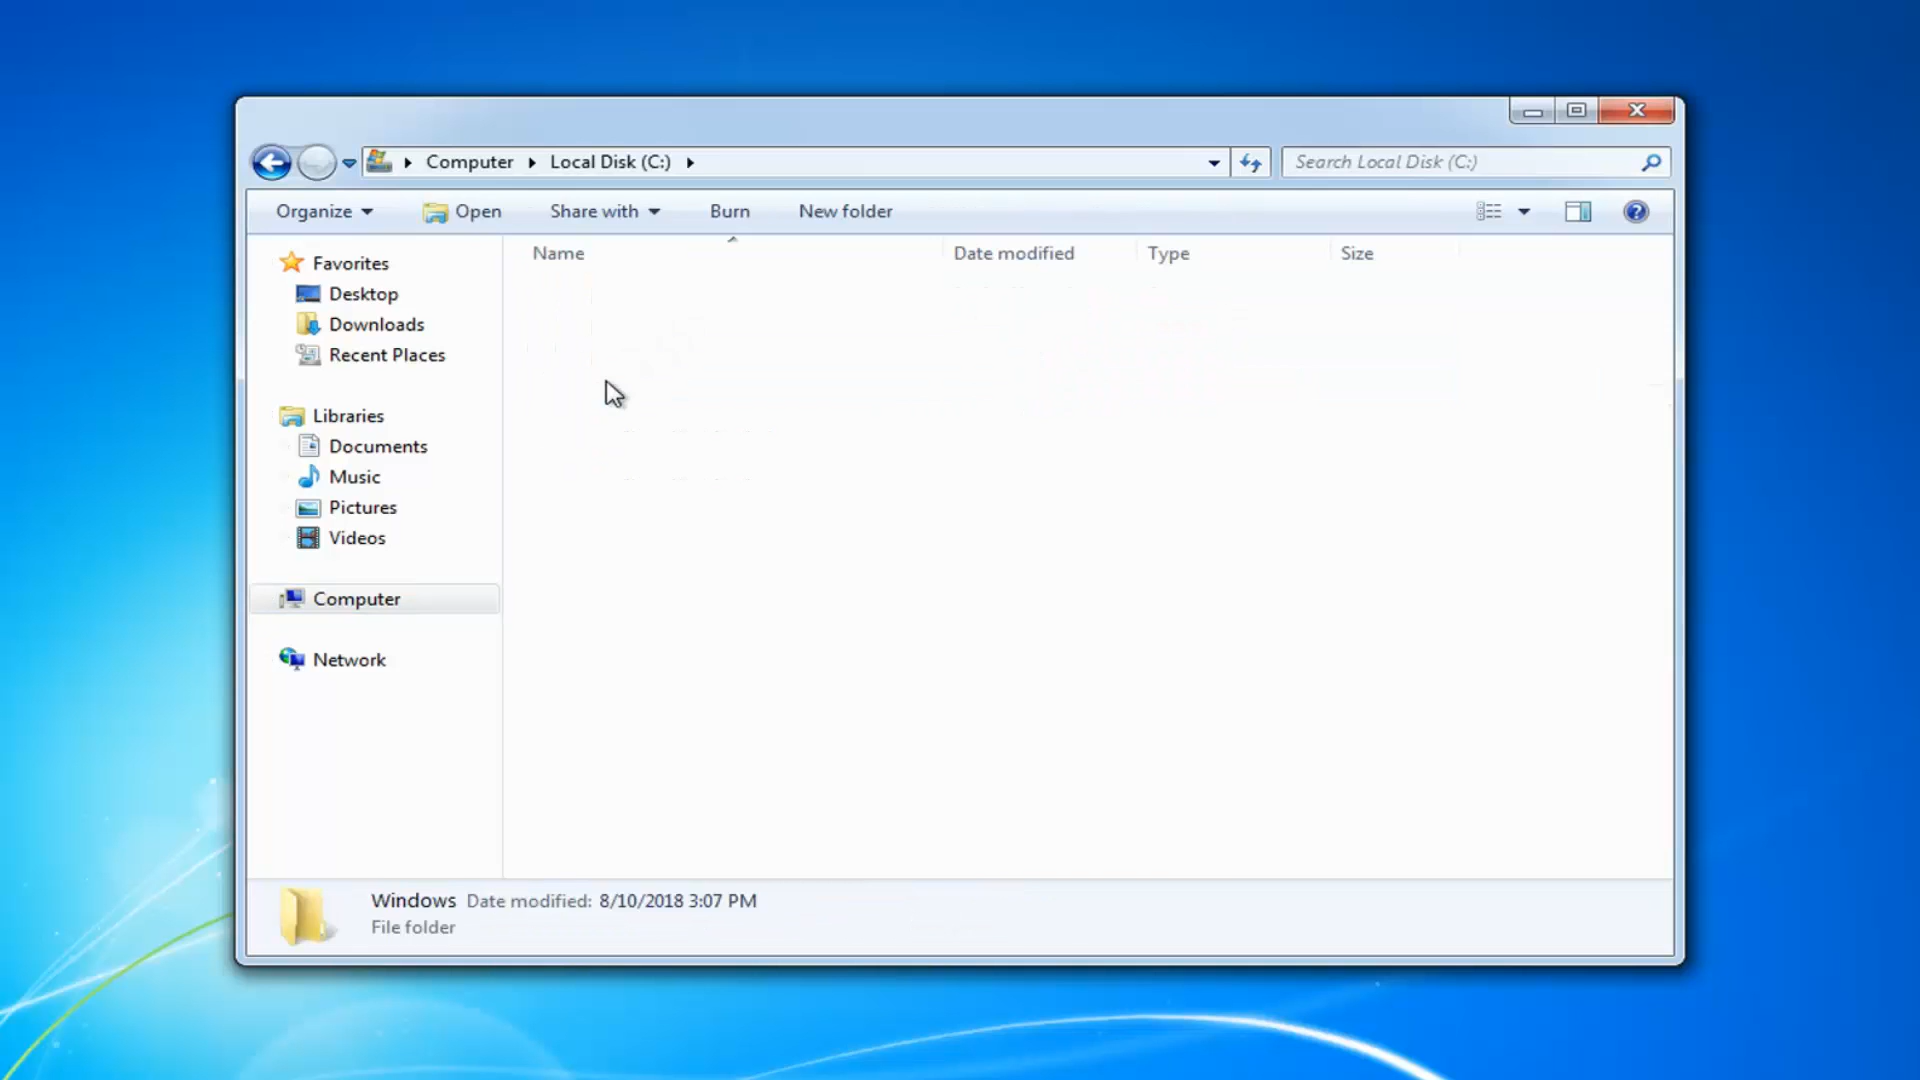 Computer Local Disk (C:) Search Local Disk (C:)
Organize Open Share with Burn New folder
Name Date modified Type Size
Favorites
Desktop
Downloads
Recent Places
Libraries
Documents
Music
Pictures
Videos
Computer
Network
Windows Date modified: 8/10/2018 3:07 PM
File folder